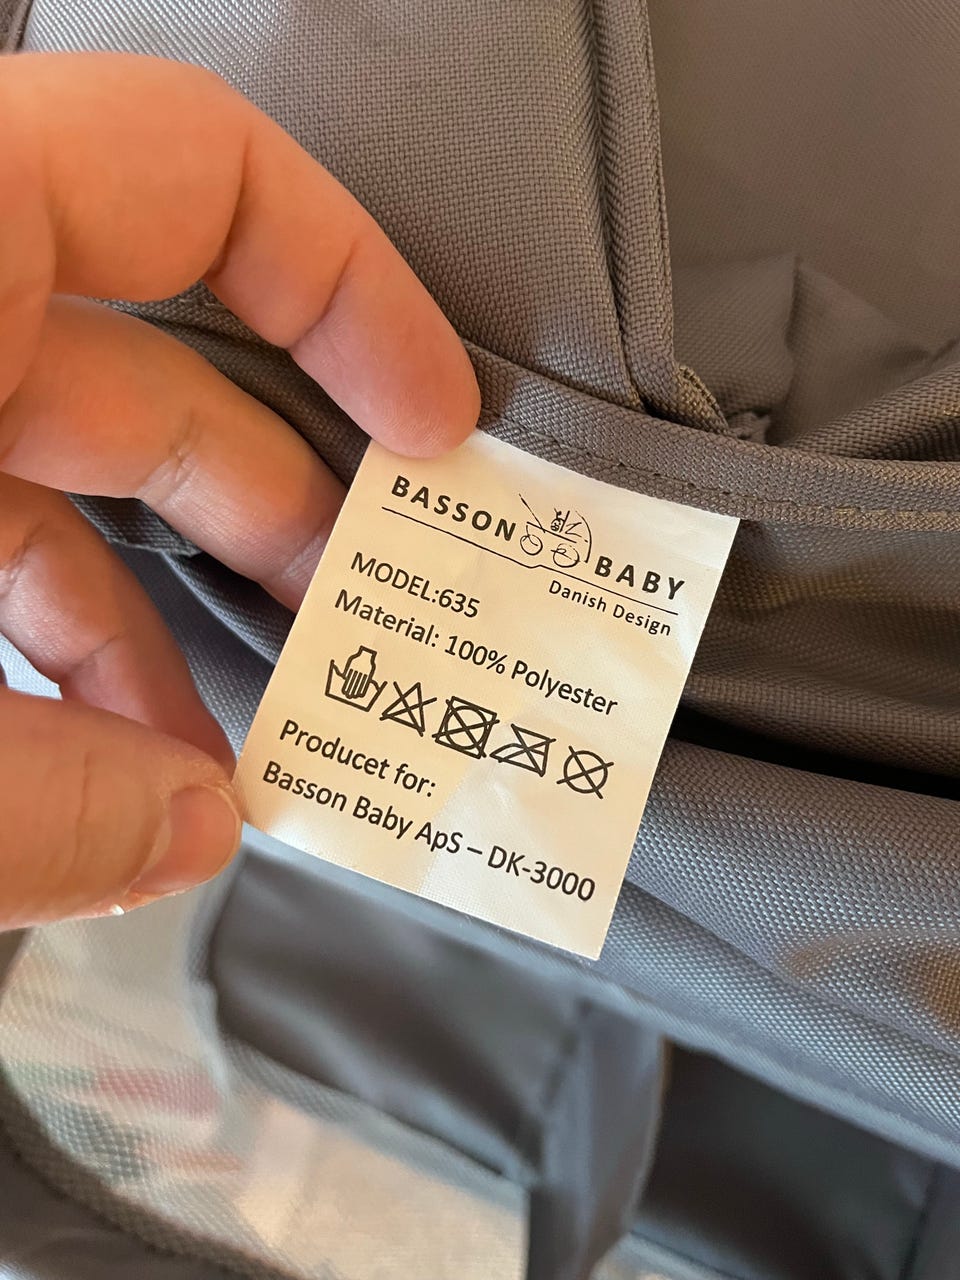 BASSON BABY
Danish Design
MODEL:635
Material: 100% Polyester
Producet for:
Basson Baby ApS – DK-3000